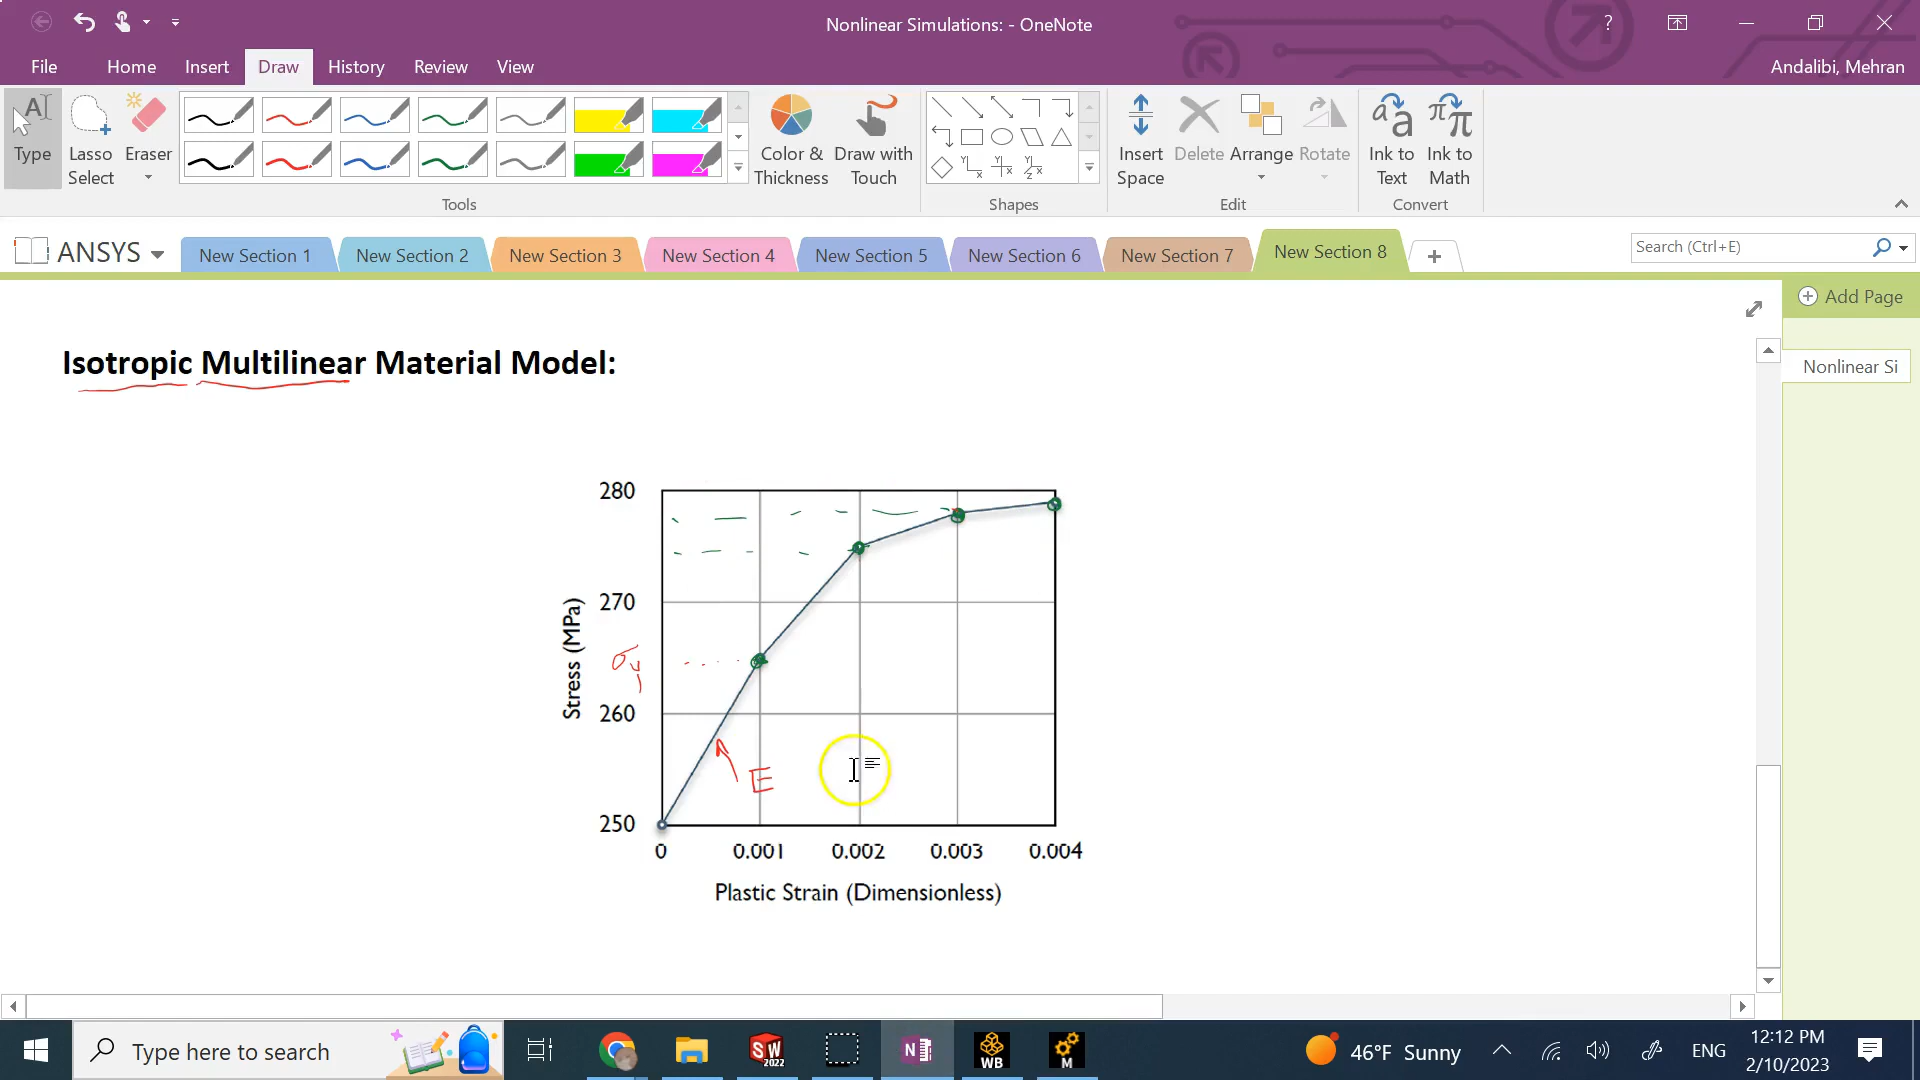 Nonlinear Simulations: - OneNote
?
File Home Insert Draw History Review View
Andalibi, Mehran
Type
Lasso Select
Eraser
Color & Thickness
Draw with Touch
Insert Space
Delete
Arrange
Rotate
Ink to Text
Ink to Math
Tools
Shapes
Edit
Convert
ANSYS
New Section 1
New Section 2
New Section 3
New Section 4
New Section 5
New Section 6
New Section 7
New Section 8
+
Search (Ctrl+E)
Add Page
Nonlinear Si
Isotropic Multilinear Material Model:
280
270
σy
260
E
250
Stress (MPa)
0 0.001 0.002 0.003 0.004
Plastic Strain (Dimensionless)
Type here to search
SW 2022
N
WB
M
46°F Sunny
ENG
12:12 PM
2/10/2023